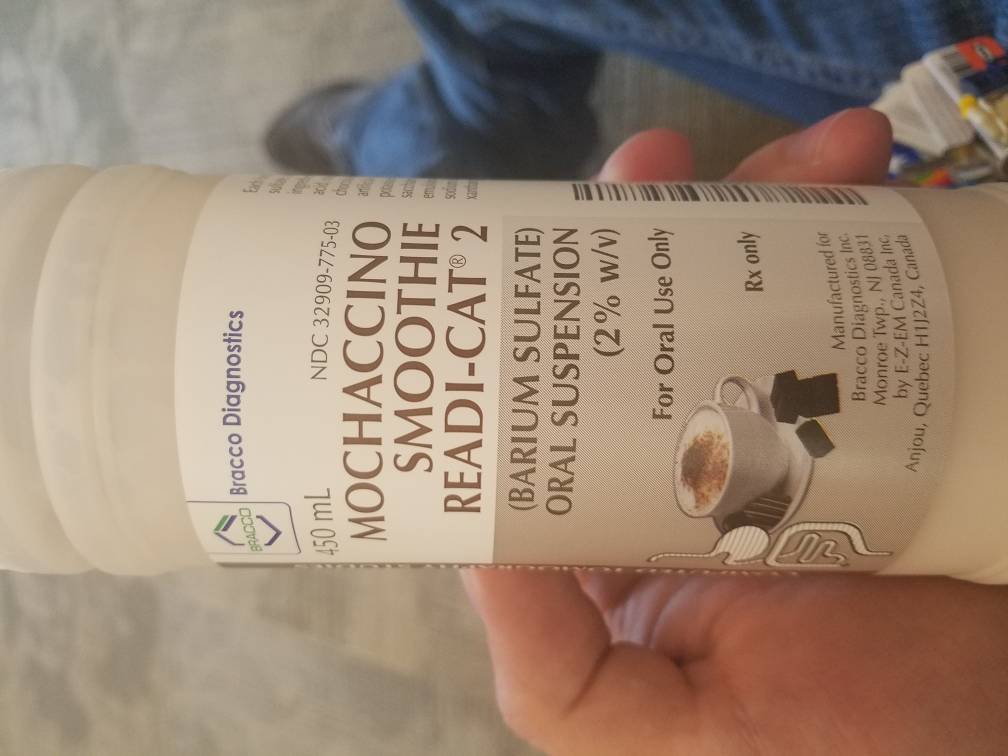 BRACCO
Bracco Diagnostics
450 mL NDC 32909-775-03
MOCHACCINO
SMOOTHIE
READI-CAT® 2
(BARIUM SULFATE)
ORAL SUSPENSION
(2% w/v)
For Oral Use Only
Rx only
Manufactured for
Bracco Diagnostics Inc.
Monroe Twp., NJ 08831
by E-Z-EM Canada Inc.
Anjou, Quebec H1J2Z4, Canada